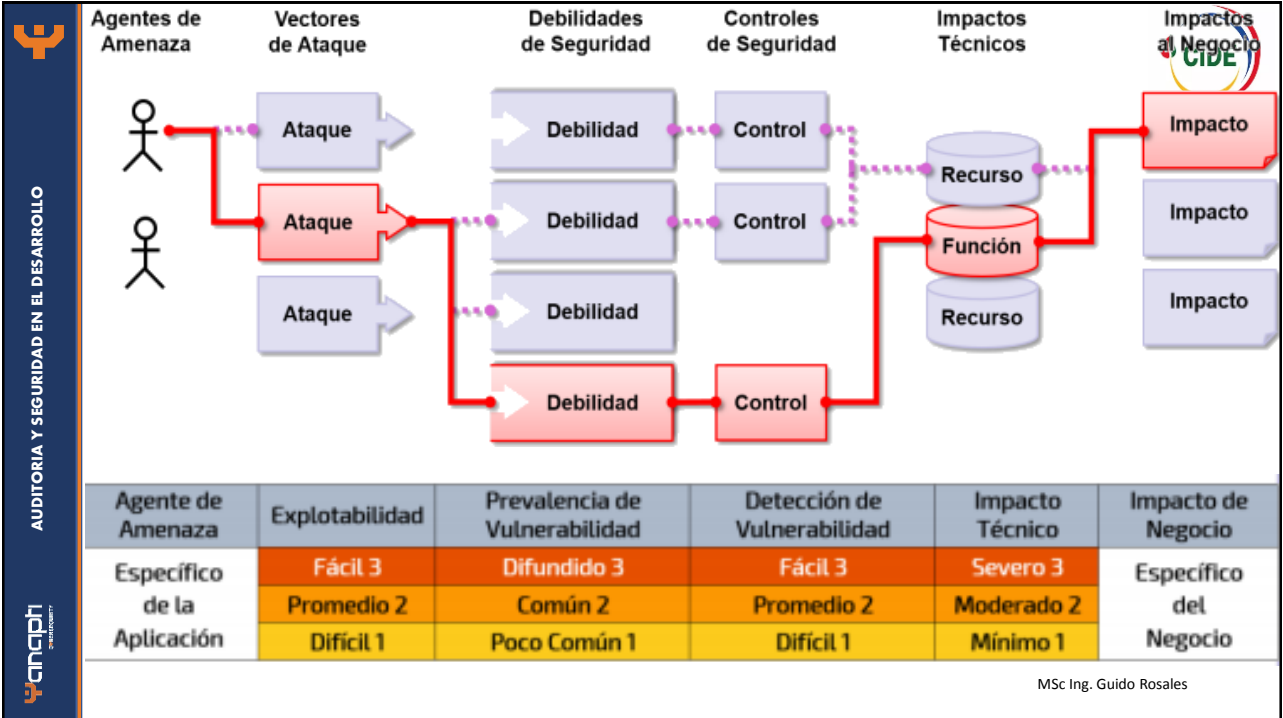 Agentes de
Amenaza
Vectores
de Ataque
Debilidades
de Seguridad
Controles
de Seguridad
Impactos
Técnicos
Impactos
al Negocio
CIDE
Ataque
Debilidad
Control
Recurso
Impacto
Ataque
Debilidad
Control
Función
Impacto
Ataque
Debilidad
Recurso
Impacto
Debilidad
Control
Agente de
Amenaza
Explotabilidad
Prevalencia de
Vulnerabilidad
Detección de
Vulnerabilidad
Impacto
Técnico
Impacto de
Negocio
Específico
de la
Aplicación
Fácil 3
Difundido 3
Fácil 3
Severo 3
Promedio 2
Común 2
Promedio 2
Moderado 2
Difícil 1
Poco Común 1
Difícil 1
Mínimo 1
Específico
del
Negocio
AUDITORIA Y SEGURIDAD EN EL DESARROLLO
Yanapti
MSc Ing. Guido Rosales